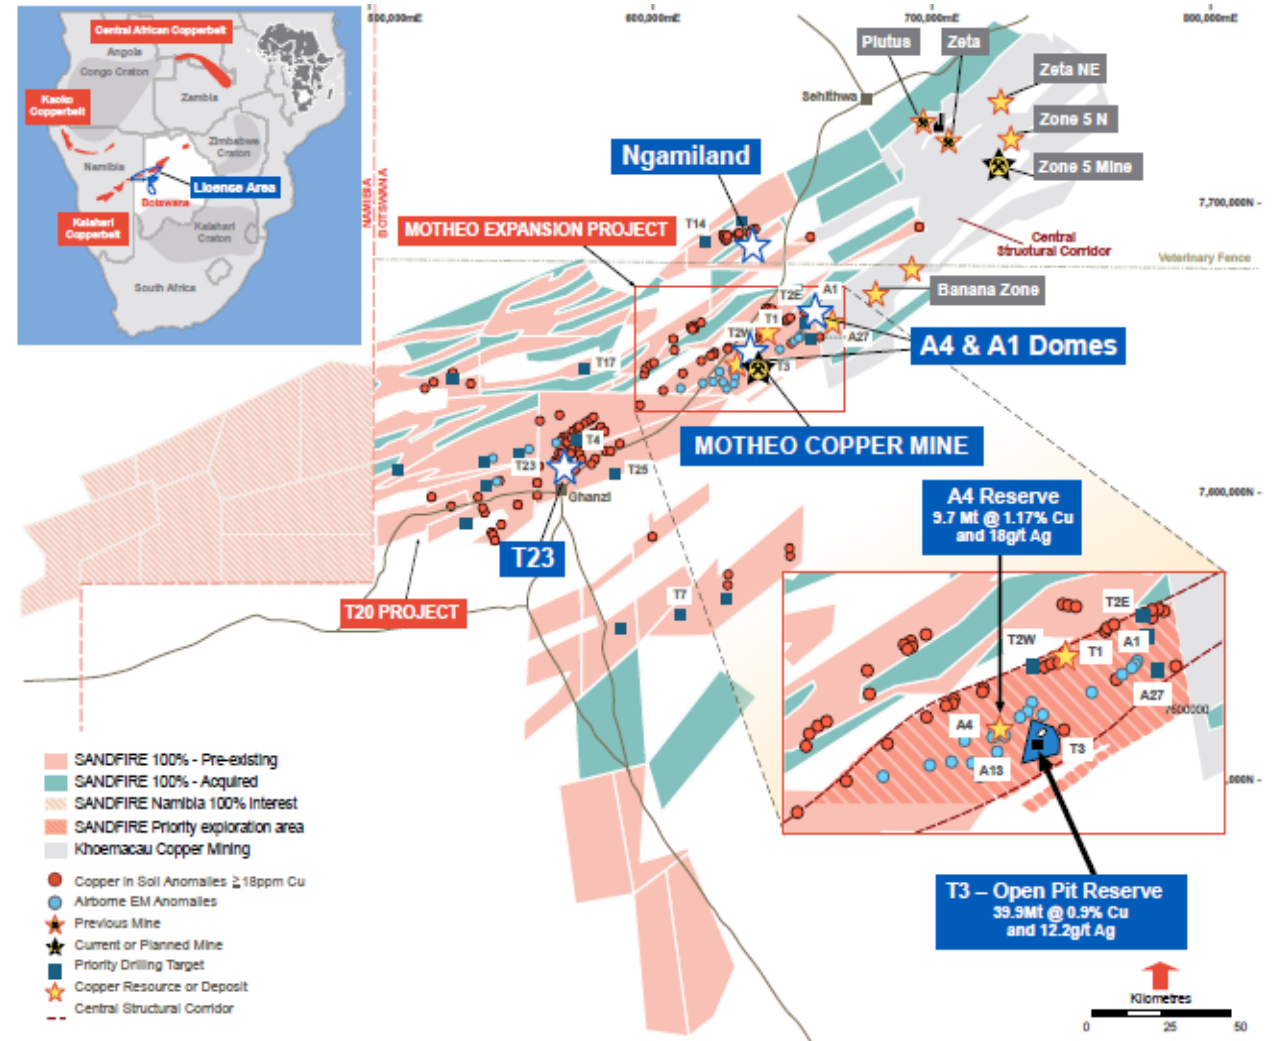 Central African Copperbelt
Angola
Congo Craton
Kaoko
Copperbelt
Zambia
Zimbabwe
Craton
Namibia
License Area
Botswana
Kalahari
Copperbelt
Kalahari
Craton
South Africa
NAMIBIA
BOTSWANA
500,000mE
600,000mE
700,000mE
800,000mE
Plutus
Zeta
Zeta NE
Sehithwa
Zone 5 N
Zone 5 Mine
Ngamiland
7,700,000N -
T14
MOTHEO EXPANSION PROJECT
Central
Structural Corridor
Veterinary Fence
Banana Zone
T2E
A1
T1
T2W
A27
A4 & A1 Domes
T3
T17
MOTHEO COPPER MINE
T4
T23
T25
Ghanzi
7,600,000N -
A4 Reserve
9.7 Mt @ 1.17% Cu
and 18g/t Ag
T23
T20 PROJECT
T7
T2E
T2W
T1
A1
A27
7500000
A4
T3
A13
,000N -
SANDFIRE 100% - Pre-existing
SANDFIRE 100% - Acquired
SANDFIRE Namibia 100% Interest
SANDFIRE Priority exploration area
Khoemacau Copper Mining
Copper in Soil Anomalies ≥18ppm Cu
Airborne EM Anomalies
Previous Mine
Current or Planned Mine
Priority Drilling Target
Copper Resource or Deposit
Central Structural Corridor
T3 – Open Pit Reserve
39.9Mt @ 0.9% Cu
and 12.2g/t Ag
Kilometres
0 25 50